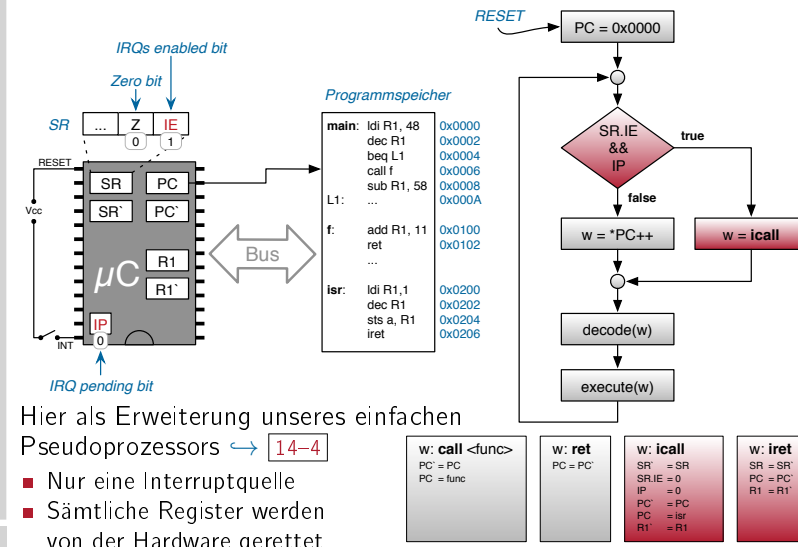 RESET
PC = 0x0000
IRQs enabled bit
Zero bit
Programmspeicher
SR
...
Z
IE
0
1
SR.IE
&&
IP
true
false
w = *PC++
w = icall
decode(w)
execute(w)
RESET
Vcc
INT
SR
PC
SR`
PC`
µC
R1
R1`
IP
0
Bus
IRQ pending bit
main: ldi R1, 48 0x0000
dec R1 0x0002
beq L1 0x0004
call f 0x0006
sub R1, 58 0x0008
L1: ... 0x000A
f: add R1, 11 0x0100
ret 0x0102
...
isr: ldi R1,1 0x0200
dec R1 0x0202
sts a, R1 0x0204
iret 0x0206
Hier als Erweiterung unseres einfachen
Pseudoprozessors ↪ 14–4
Nur eine Interruptquelle
Sämtliche Register werden
von der Hardware gerettet
w: call <func>
PC` = PC
PC = func
w: ret
PC = PC`
w: icall
SR` = SR
SR.IE = 0
IP = 0
PC` = PC
PC = isr
R1` = R1
w: iret
SR = SR`
PC = PC`
R1 = R1`